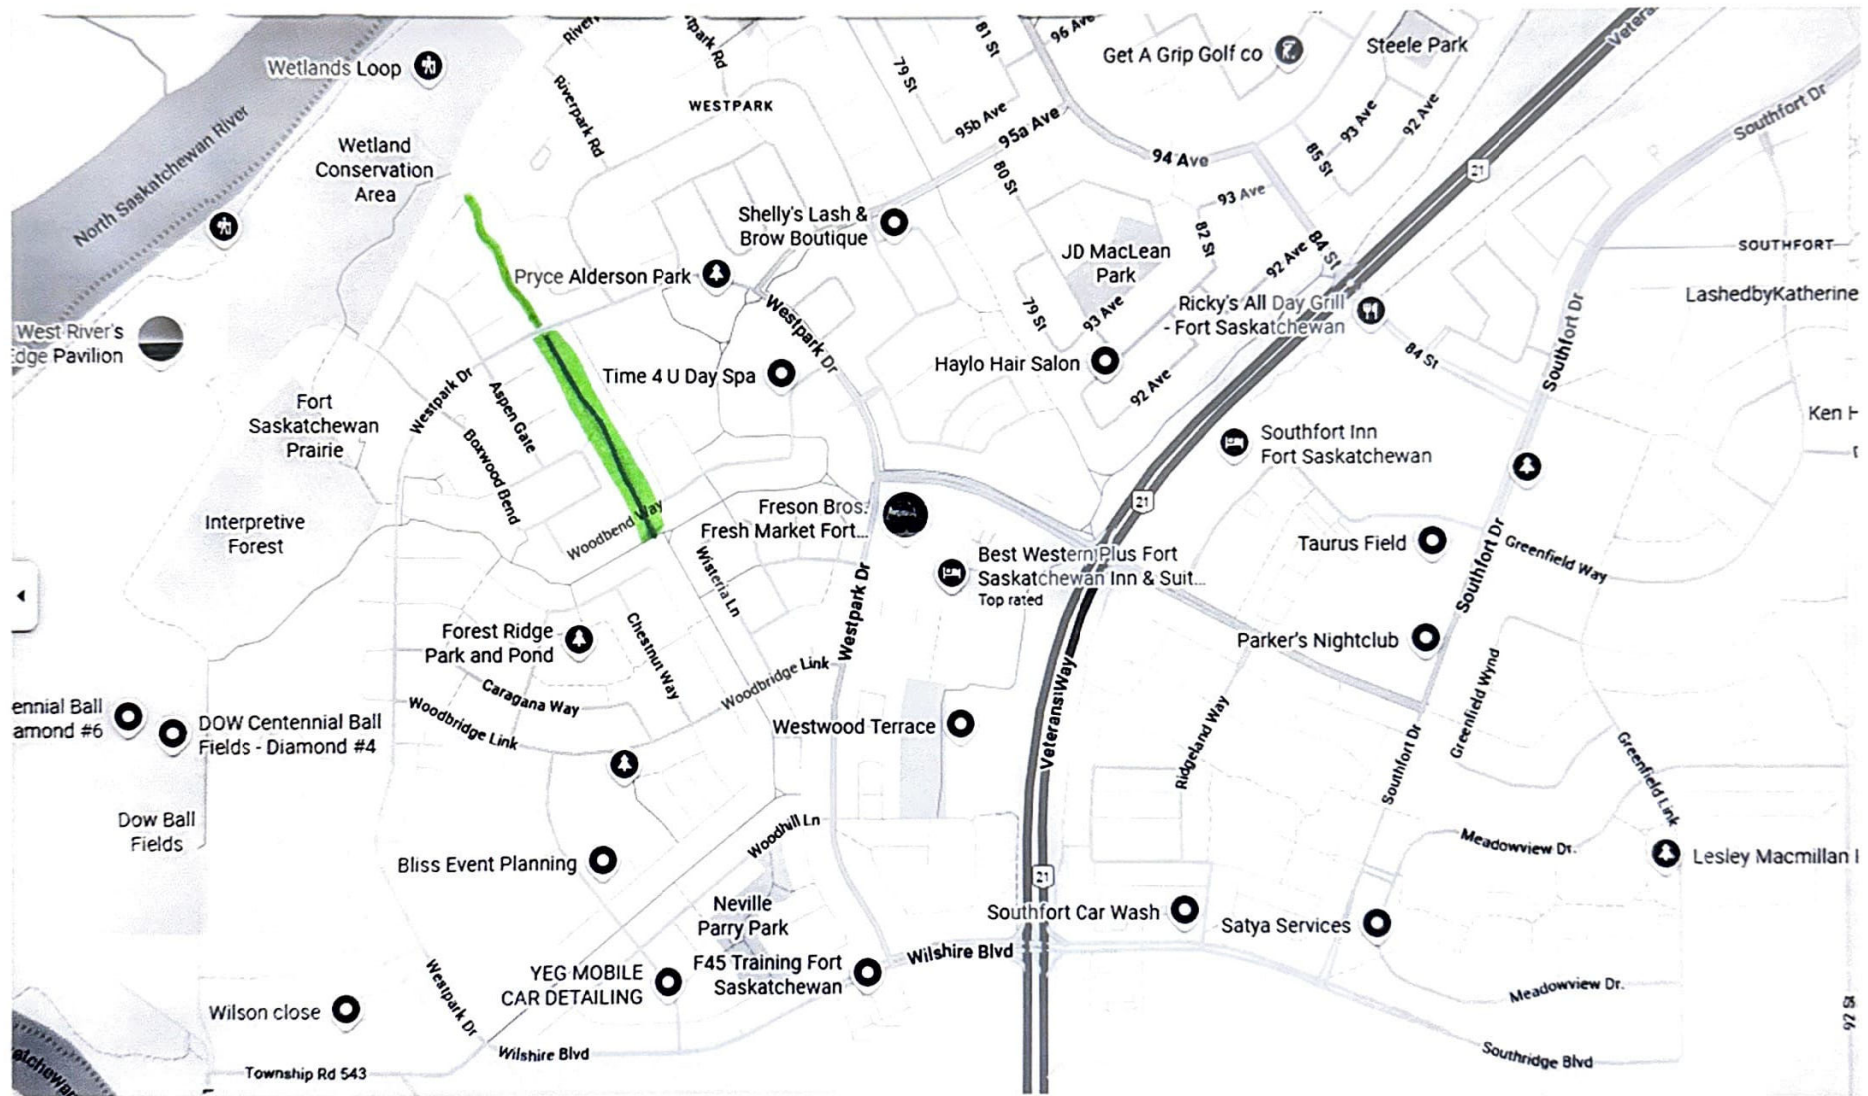 Wetlands Loop
North Saskatchewan River
Wetland
Conservation
Area
Riverpark Rd
WESTPARK
79 St
81 St
96 Ave
95b Ave
95a Ave
Get A Grip Golf co
Steele Park
93 Ave
92 Ave
85 St
94 Ave
21
Southfort Dr
80 St
93 Ave
82 St
84 St
92 Ave
Shelly's Lash &
Brow Boutique
JD MacLean
Park
SOUTHFORT
Pryce Alderson Park
Westpark Dr
79 St
93 Ave
Ricky's All Day Grill
- Fort Saskatchewan
LashedbyKatherine
West River's
Edge Pavilion
Time 4 U Day Spa
Haylo Hair Salon
92 Ave
84 St
Southfort Dr
Westpark Dr
Aspen Gate
Boxwood Bend
Fort
Saskatchewan
Prairie
Southfort Inn
Fort Saskatchewan
Ken
Interpretive
Forest
Woodbend Way
Freson Bros.
Fresh Market Fort...
21
Wisteria Ln
Westpark Dr
Best Western Plus Fort
Saskatchewan Inn & Suit...
Top rated
Taurus Field
Southfort Dr
Greenfield Way
Forest Ridge
Park and Pond
Chestnut Way
Caragana Way
Woodbridge Link
Woodbridge Link
Parker's Nightclub
Greenfield Wynd
ennial Ball
amond #6
DOW Centennial Ball
Fields - Diamond #4
Westwood Terrace
Veterans Way
Ridgeland Way
Southfort Dr
Greenfield Link
Dow Ball
Fields
Woodhill Ln
Meadowview Dr.
Lesley Macmillan
Bliss Event Planning
21
Neville
Parry Park
Southfort Car Wash
Satya Services
Wilshire Blvd
F45 Training Fort
Saskatchewan
YEG MOBILE
CAR DETAILING
Westpark Dr
Wilson close
Meadowview Dr.
Wilshire Blvd
Southridge Blvd
Township Rd 543